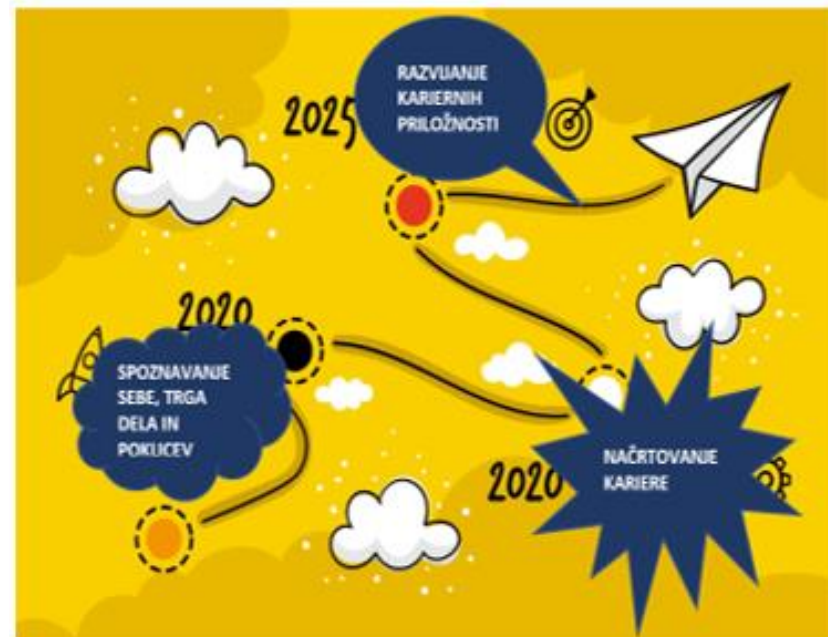 2025
RAZVIJANJE
KARIERNIH
PRILOŽNOSTI
2020
SPOZNAVANJE
SEBE, TRGA
DELA IN
POKLICEV
2020
NAČRTOVANJE
KARIERE